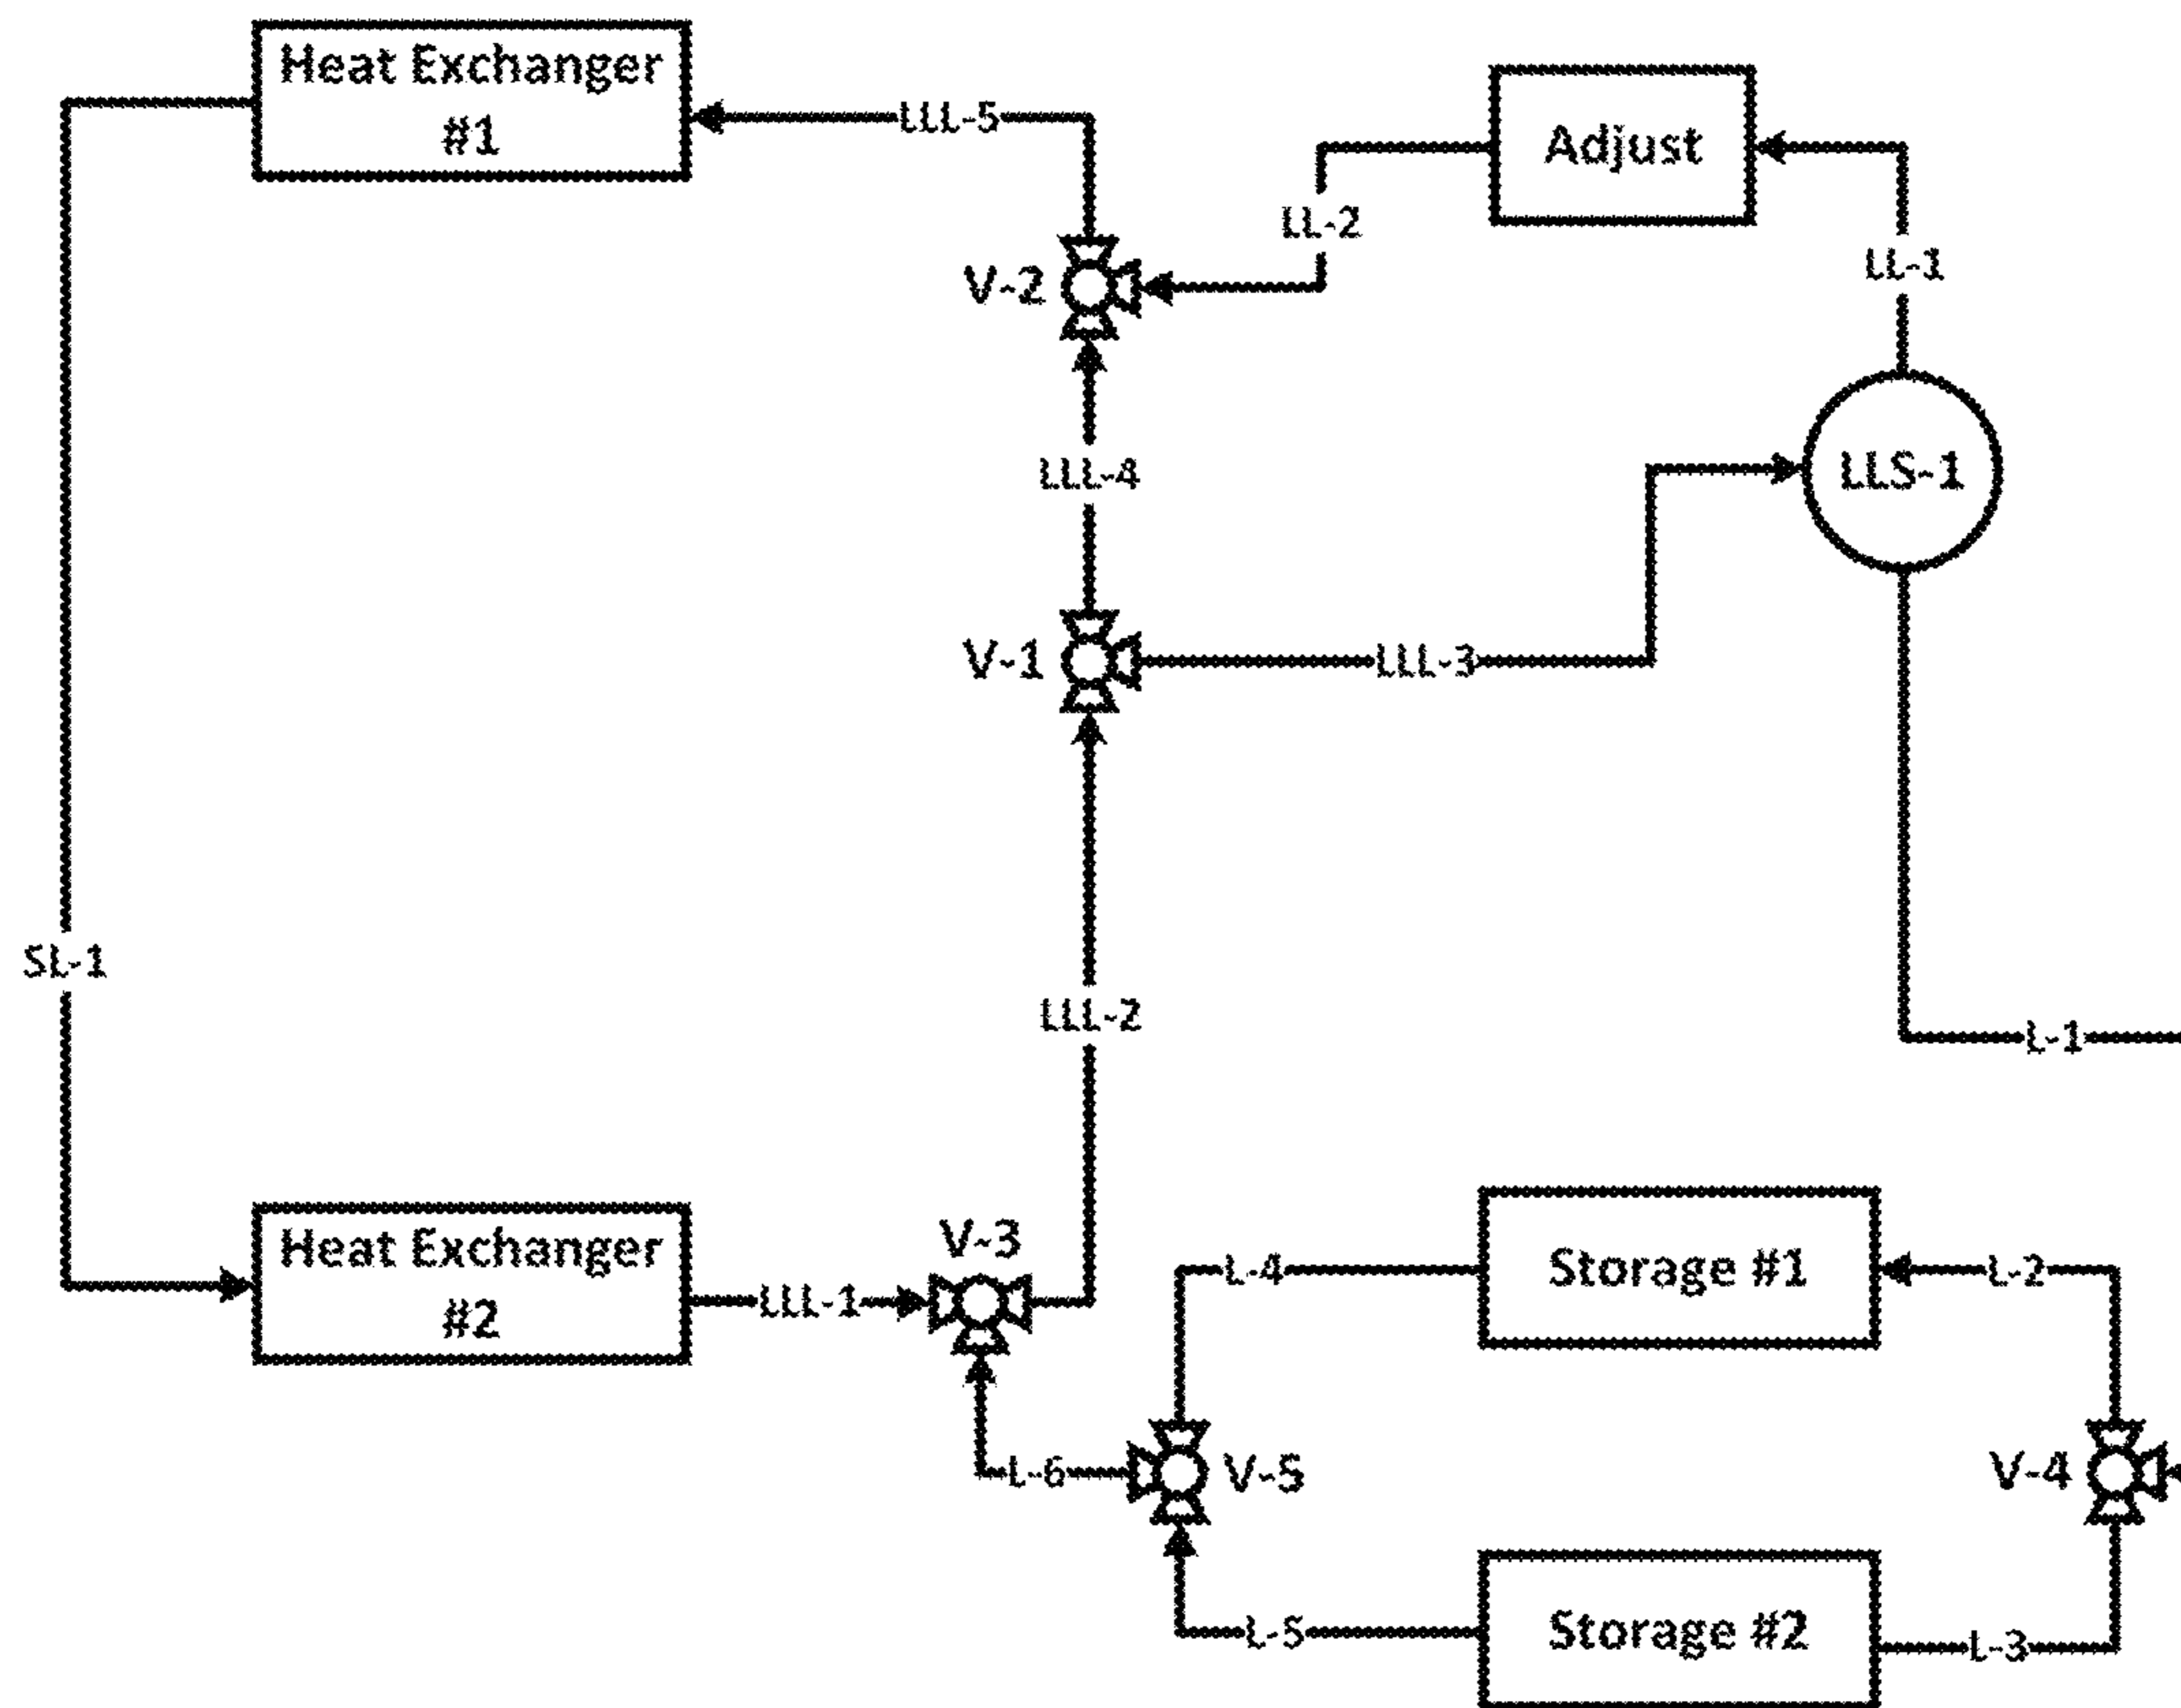 Heat Exchanger
#1
LLL-5
Adjust
LL-2
LL-1
V-2
LLL-4
LLS-1
V-1
LLL-3
SL-1
LLL-2
L-1
Heat Exchanger
#2
LLL-1
V-3
L-4
Storage #1
L-2
L-6
V-5
V-4
L-5
Storage #2
L-3